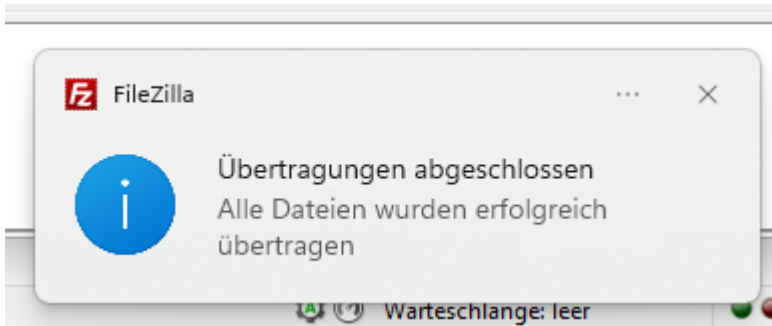 FileZilla
Übertragungen abgeschlossen
Alle Dateien wurden erfolgreich
übertragen
Warteschlange: leer